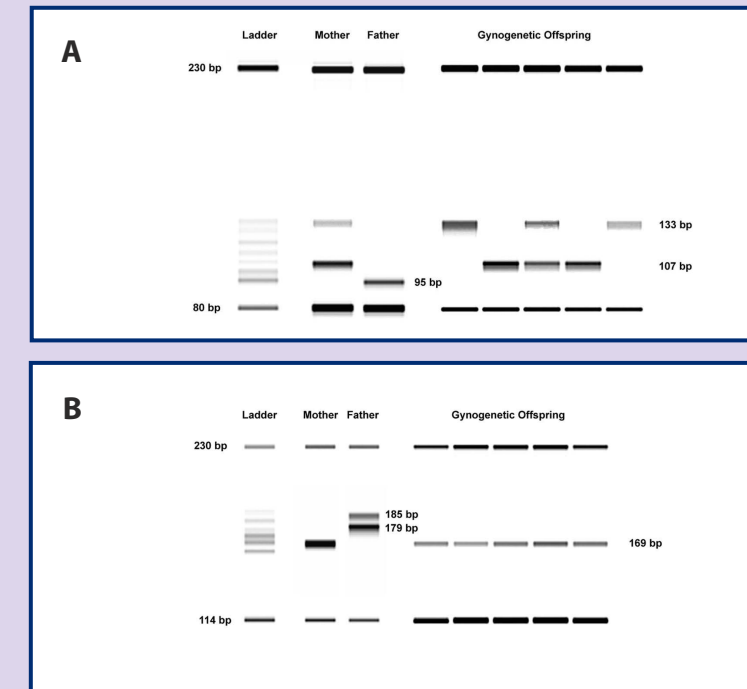 A
Ladder Mother Father Gynogenetic Offspring
230 bp
133 bp
107 bp
95 bp
80 bp
B
Ladder Mother Father Gynogenetic Offspring
230 bp
185 bp
179 bp
169 bp
114 bp